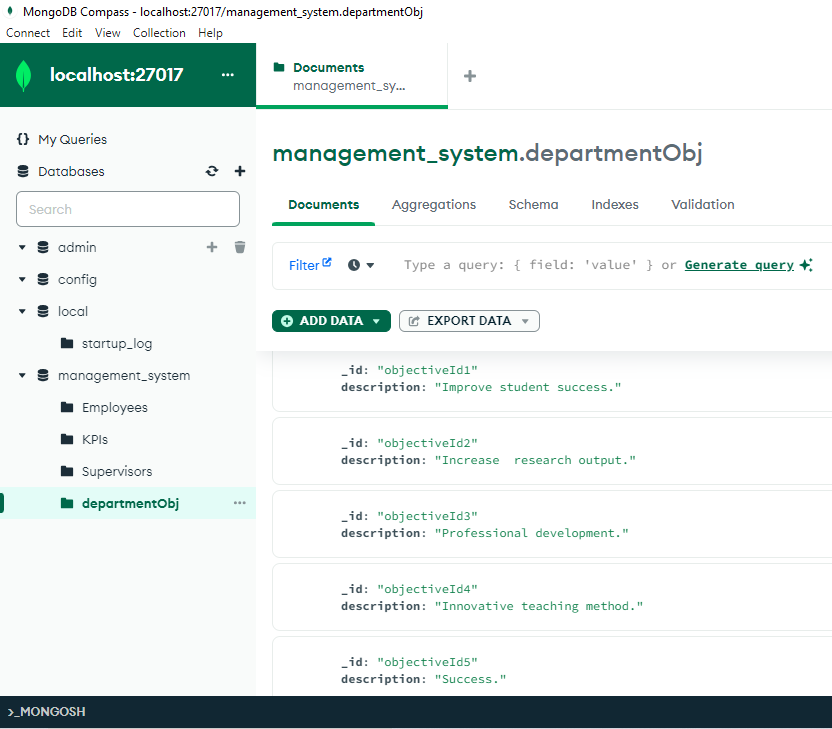 MongoDB Compass - localhost:27017/management_system.departmentObj
Connect Edit View Collection Help
localhost:27017 ...
Documents
management_sy...
{} My Queries
Databases
Search
admin
config
local
startup_log
management_system
Employees
KPIs
Supervisors
departmentObj ...
management_system.departmentObj
Documents Aggregations Schema Indexes Validation
Filter Type a query: { field: 'value' } or Generate query
ADD DATA EXPORT DATA
_id: "objectiveId1"
description: "Improve student success."
_id: "objectiveId2"
description: "Increase  research output."
_id: "objectiveId3"
description: "Professional development."
_id: "objectiveId4"
description: "Innovative teaching method."
_id: "objectiveId5"
description: "Success."
>_MONGOSH